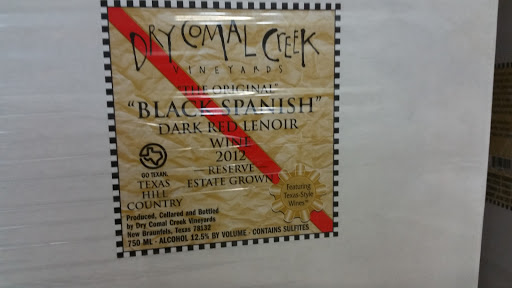 DRY COMAL CREEK
VINEYARDS
THE ORIGINAL"
"BLACK SPANISH"
DARK RED LENOIR
WINE
2012
RESERVE
ESTATE GROWN
GO TEXAN.
TEXAS
HILL
COUNTRY
Featuring
Texas-Style
Wines™
Produced, Cellared and Bottled
by Dry Comal Creek Vineyards
New Braunfels, Texas 78132
750 ML - ALCOHOL 12.5% BY VOLUME - CONTAINS SULFITES